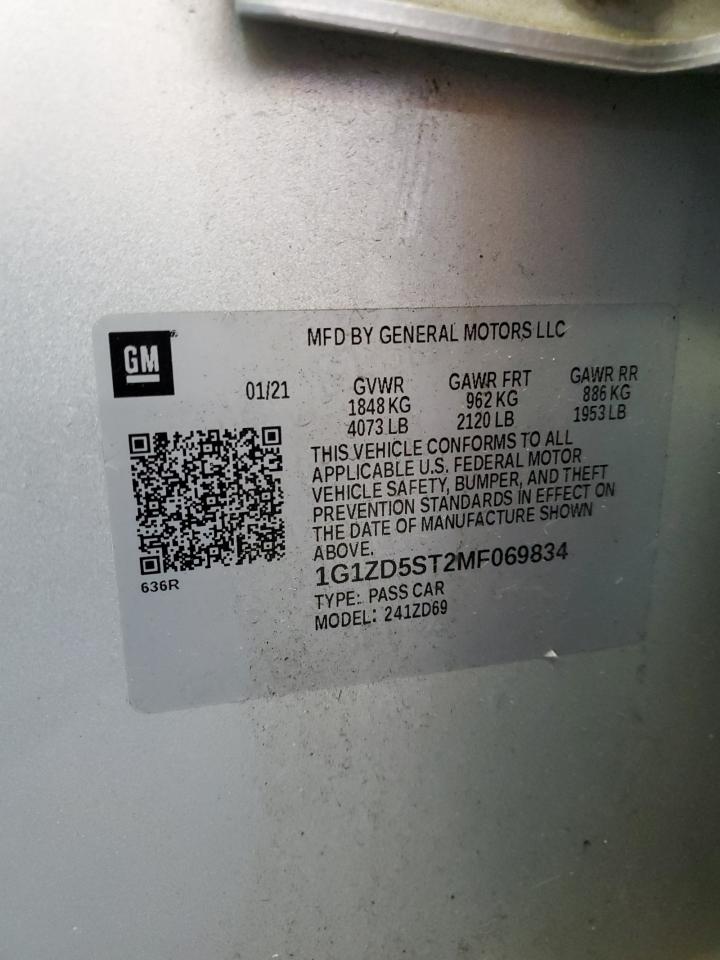 GM
MFD BY GENERAL MOTORS LLC
01/21 GVWR GAWR FRT GAWR RR
1848 KG 962 KG 886 KG
4073 LB 2120 LB 1953 LB
THIS VEHICLE CONFORMS TO ALL
APPLICABLE U.S. FEDERAL MOTOR
VEHICLE SAFETY, BUMPER, AND THEFT
PREVENTION STANDARDS IN EFFECT ON
THE DATE OF MANUFACTURE SHOWN
ABOVE.
1G1ZD5ST2MF069834
636R
TYPE: PASS CAR
MODEL: 241ZD69